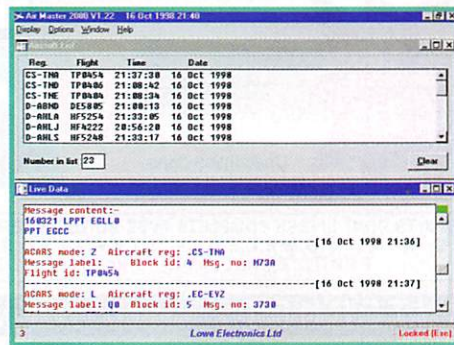 Air Master 2000 V1.22 16 Oct 1998 21:40
Display Options Window Help
Aircraft List
Reg. Flight Time Date
CS-TNA TP0454 21:37:30 16 Oct 1998
CS-TND TP0406 21:08:42 16 Oct 1998
CS-TNE TP0404 21:08:34 16 Oct 1998
D-ABND DE5805 21:00:13 16 Oct 1998
D-AHLA HF5254 21:33:05 16 Oct 1998
D-AHLJ HF4222 20:56:20 16 Oct 1998
D-AHLS HF5248 21:33:17 16 Oct 1998
Number in list 23 Clear
Live Data
Message content:-
160321 LPPT EGLL0
PPT EGCC
[16 Oct 1998 21:36]
ACARS mode: Z Aircraft reg: .CS-TNA
Message label: _ Block id: 4 Msg. no: M73A
Flight id: TP0454
[16 Oct 1998 21:37]
ACARS mode: L Aircraft reg: .EC-EYZ
Message label: Q0 Block id: 5 Msg. no: 3730
3 Lowe Electronics Ltd Locked (Esc)